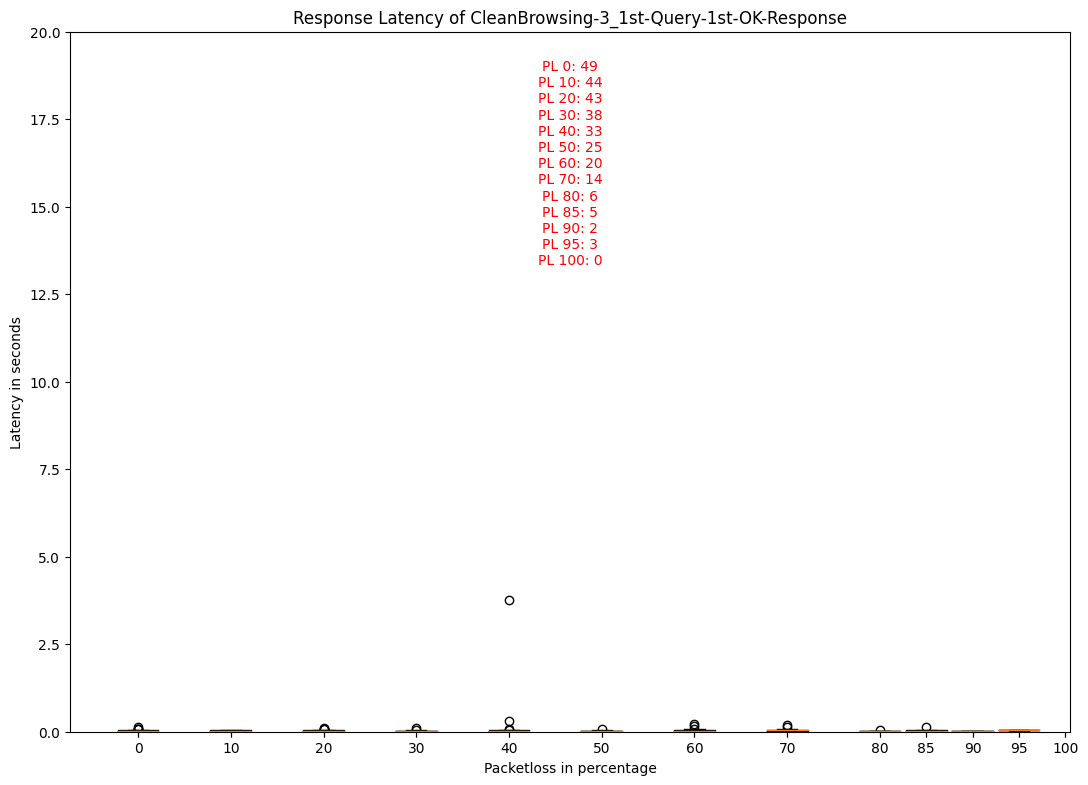 Response Latency of CleanBrowsing-3_1st-Query-1st-OK-Response
20.0
17.5
15.0
12.5
10.0
7.5
5.0
2.5
0.0
Latency in seconds
PL 0: 49
PL 10: 44
PL 20: 43
PL 30: 38
PL 40: 33
PL 50: 25
PL 60: 20
PL 70: 14
PL 80: 6
PL 85: 5
PL 90: 2
PL 95: 3
PL 100: 0
0 10 20 30 40 50 60 70 80 85 90 95 100
Packetloss in percentage